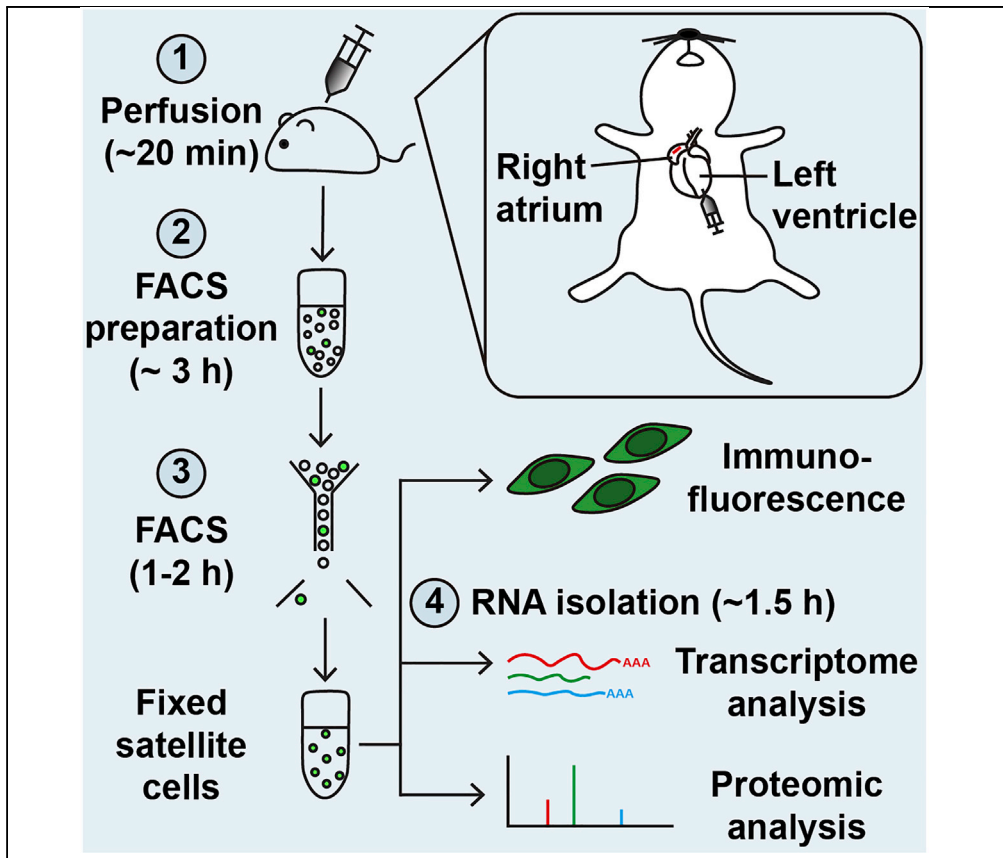 1
Perfusion
(~20 min)
Right
atrium
Left
ventricle
2
FACS
preparation
(~ 3 h)
3
FACS
(1-2 h)
Immuno-
fluorescence
4 RNA isolation (~1.5 h)
AAA
AAA
Transcriptome
analysis
Fixed
satellite
cells
Proteomic
analysis